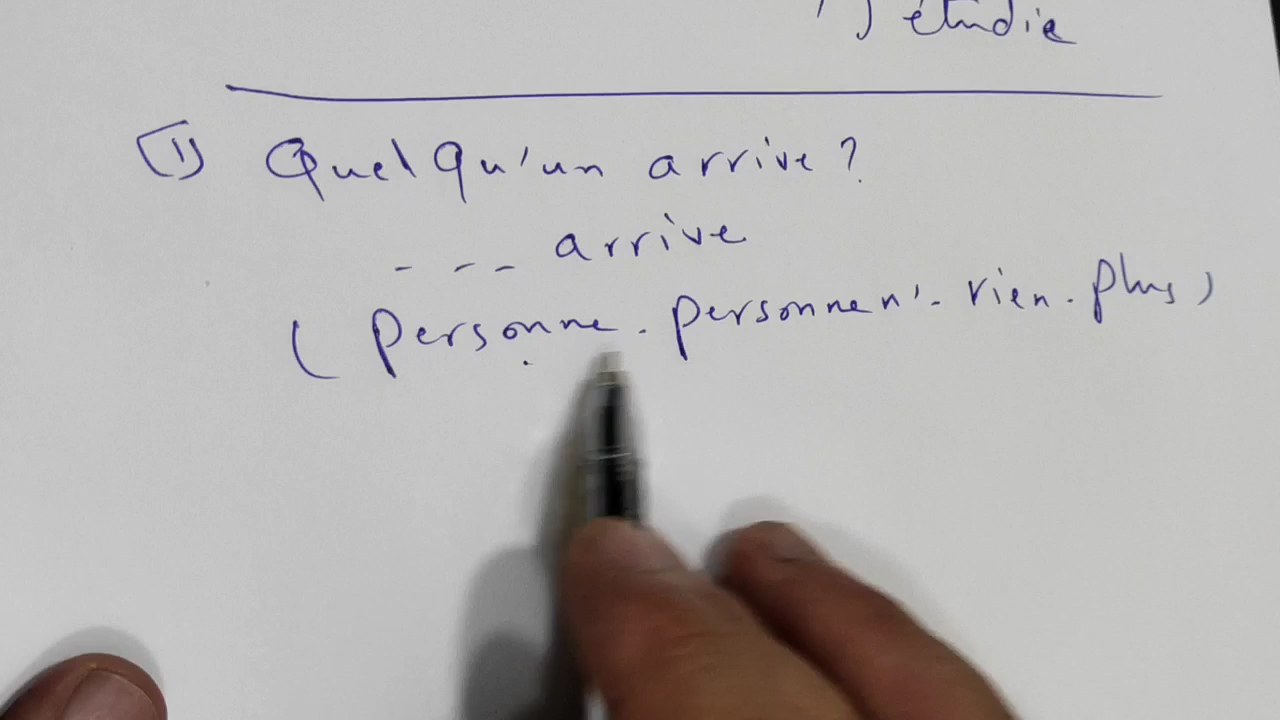 étudie
(1) Quelqu'un arrive?
- - - arrive
(Personne. personne n'. rien. plus)